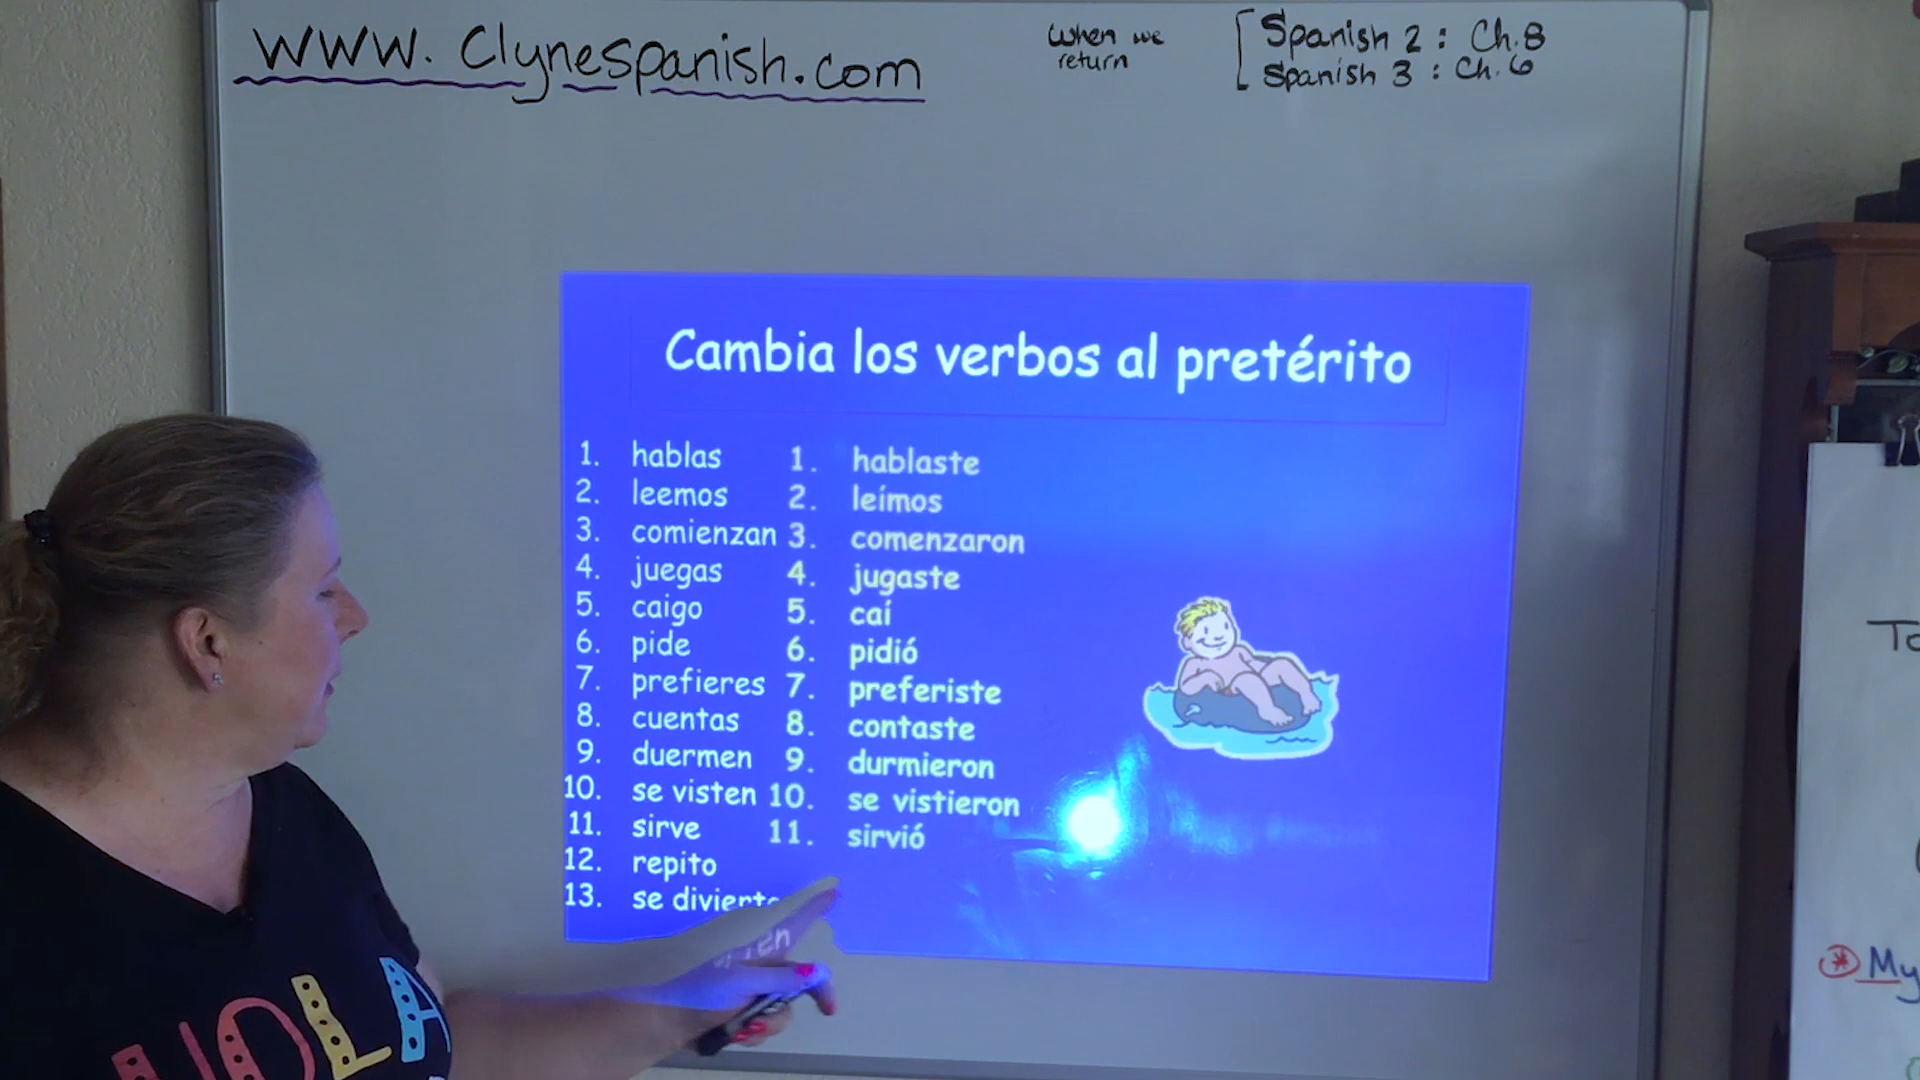 www.Clynespanish.com
when we
return
Spanish 2 : Ch.8
Spanish 3 : Ch.6
Cambia los verbos al pretérito
1. hablas 1. hablaste
2. leemos 2. leímos
3. comienzan 3. comenzaron
4. juegas 4. jugaste
5. caigo 5. caí
6. pide 6. pidió
7. prefieres 7. preferiste
8. cuentas 8. contaste
9. duermen 9. durmieron
10. se visten 10. se vistieron
11. sirve 11. sirvió
12. repito
13. se
HOLA
My